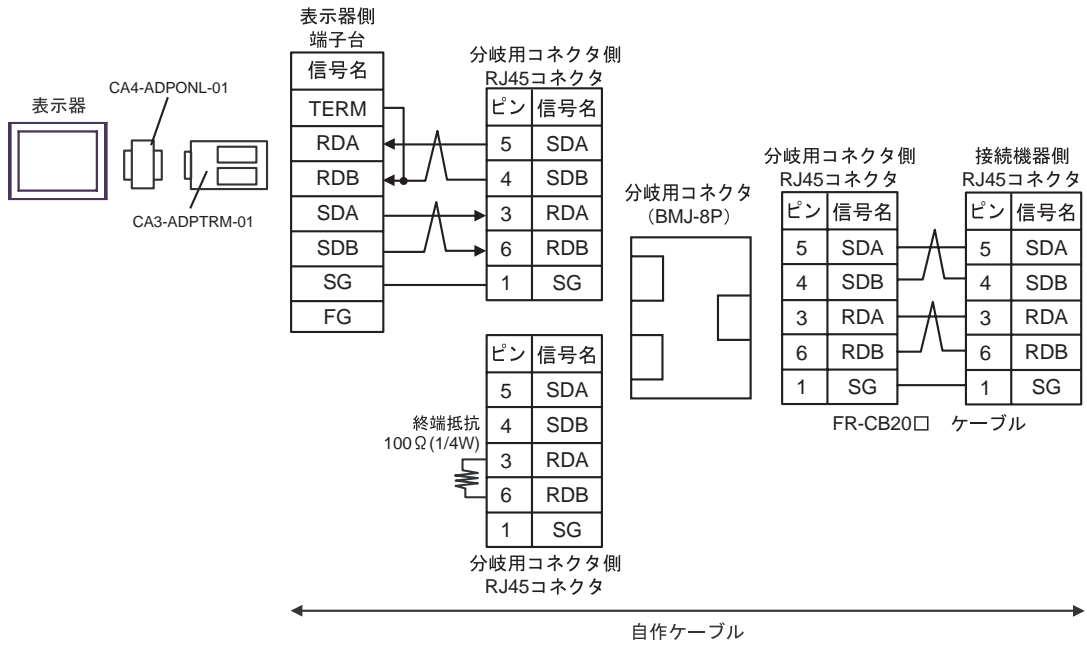 表示器
CA4-ADPONL-01
CA3-ADPTRM-01
表示器側
端子台
信号名
TERM
RDA
RDB
SDA
SDB
SG
FG
分岐用コネクタ側
RJ45コネクタ
ピン 信号名
5 SDA
4 SDB
3 RDA
6 RDB
1 SG
ピン 信号名
5 SDA
4 SDB
3 RDA
6 RDB
1 SG
終端抵抗
100Ω(1/4W)
分岐用コネクタ側
RJ45コネクタ
分岐用コネクタ
(BMJ-8P)
分岐用コネクタ側
RJ45コネクタ
ピン 信号名
5 SDA
4 SDB
3 RDA
6 RDB
1 SG
接続機器側
RJ45コネクタ
ピン 信号名
5 SDA
4 SDB
3 RDA
6 RDB
1 SG
FR-CB20□ ケーブル
自作ケーブル